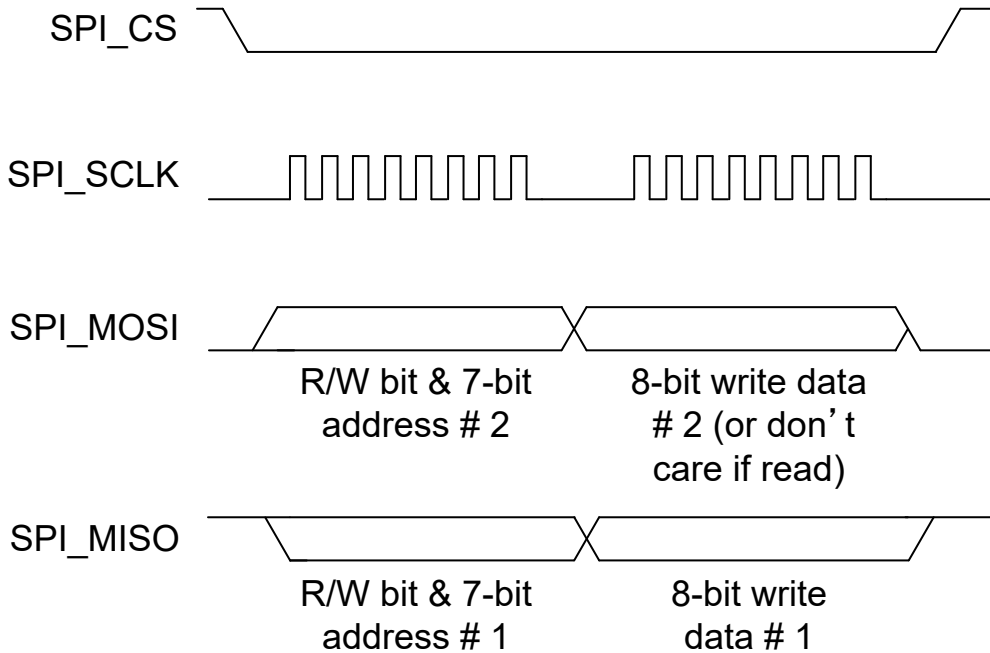 SPI_CS
SPI_SCLK
SPI_MOSI
R/W bit & 7-bit
address # 2
8-bit write data
# 2 (or don’t
care if read)
SPI_MISO
R/W bit & 7-bit
address # 1
8-bit write
data # 1